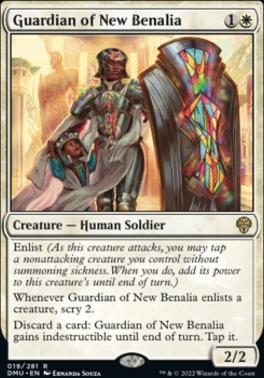 Guardian of New Benalia 1
Creature — Human Soldier
Enlist (As this creature attacks, you may tap
a nonattacking creature you control without
summoning sickness. When you do, add its power
to this creature's until end of turn.)
Whenever Guardian of New Benalia enlists a
creature, scry 2.
Discard a card: Guardian of New Benalia
gains indestructible until end of turn. Tap it.
2/2
019/281 R
DMU • EN Ernanda Souza
™ & © 2022 Wizards of the Coast